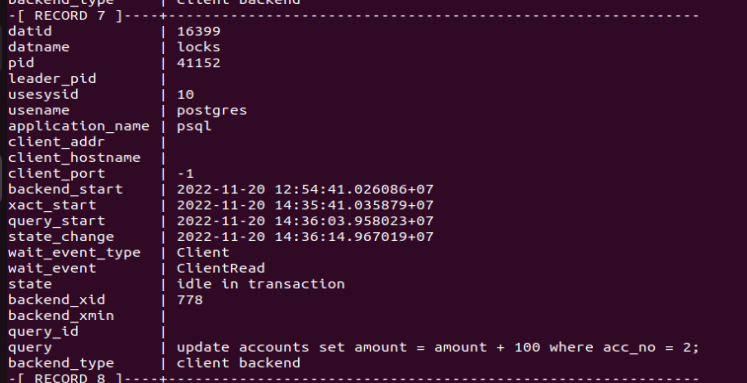 backend_type | client backend
-[ RECORD 7 ]----+----------------------------------------------------------------
datid | 16399
datname | locks
pid | 41152
leader_pid |
usesysid | 10
usename | postgres
application_name | psql
client_addr |
client_hostname |
client_port | -1
backend_start | 2022-11-20 12:54:41.026086+07
xact_start | 2022-11-20 14:35:41.035879+07
query_start | 2022-11-20 14:36:03.958023+07
state_change | 2022-11-20 14:36:14.967019+07
wait_event_type | Client
wait_event | ClientRead
state | idle in transaction
backend_xid | 778
backend_xmin |
query_id |
query | update accounts set amount = amount + 100 where acc_no = 2;
backend_type | client backend
-[ RECORD 8 ]----+----------------------------------------------------------------